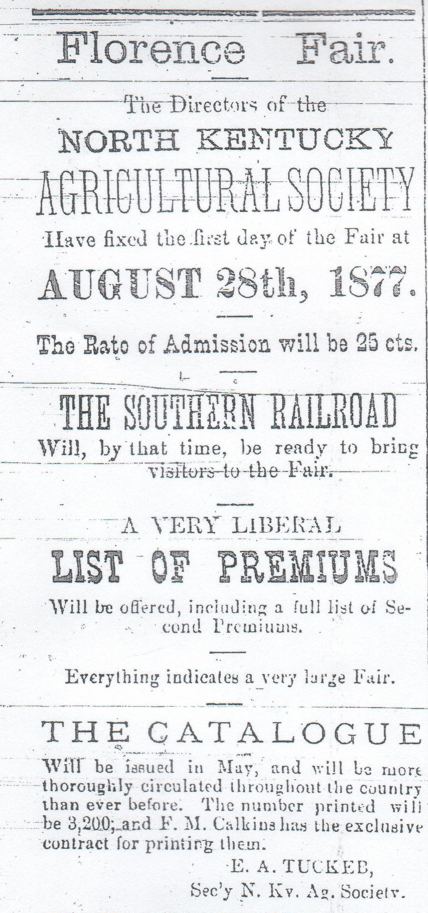 Florence Fair.
The Directors of the
NORTH KENTUCKY
AGRICULTURAL SOCIETY
Have fixed the first day of the Fair at
AUGUST 28th, 1877.
The Rate of Admission will be 25 cts.
THE SOUTHERN RAILROAD
Will, by that time, be ready to bring
visitors to the Fair.
A VERY LIBERAL
LIST OF PREMIUMS
Will be offered, including a full list of Se-
cond Premiums.
Everything indicates a very large Fair.
THE CATALOGUE
Will be issued in May, and will be more
thoroughly circulated throughout the country
than ever before. The number printed will
be 3,200; and F. M. Calkins has the exclusive
contract for printing them.
E. A. TUCKER,
Sec'y N. Ky. Ag. Society.